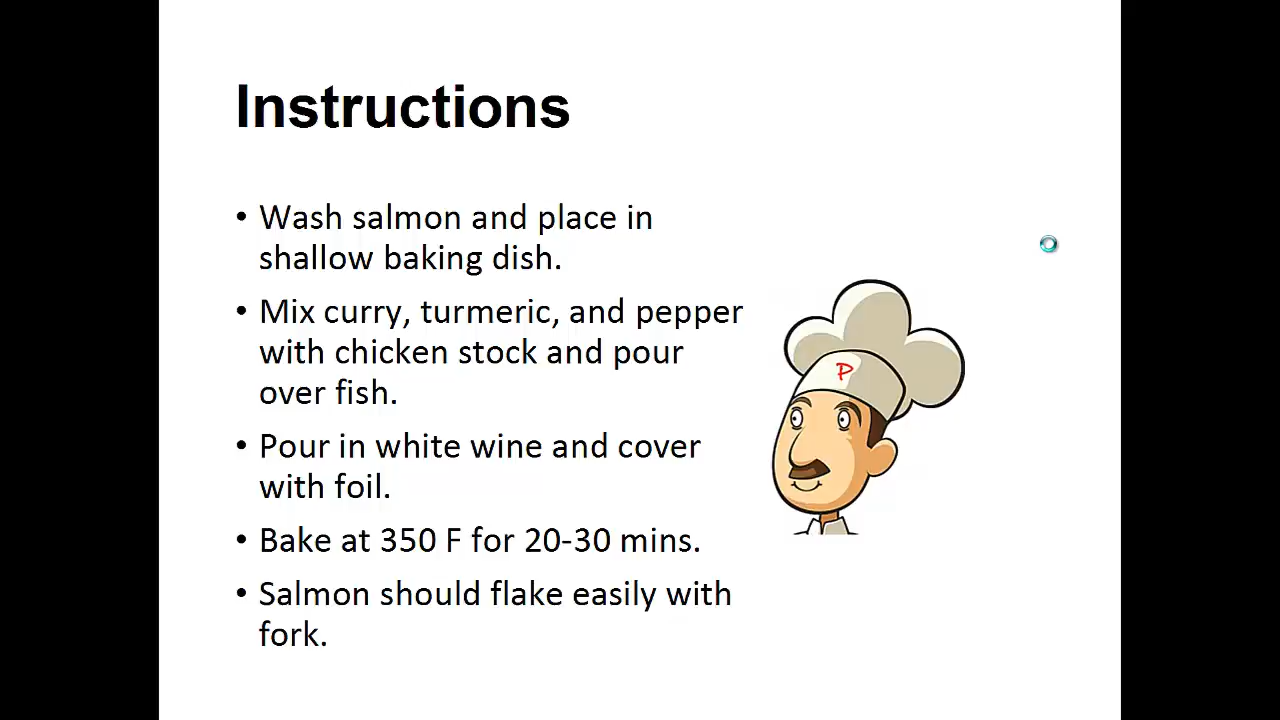 Instructions
• Wash salmon and place in
shallow baking dish.
• Mix curry, turmeric, and pepper
with chicken stock and pour
over fish.
• Pour in white wine and cover
with foil.
• Bake at 350 F for 20-30 mins.
• Salmon should flake easily with
fork.
P